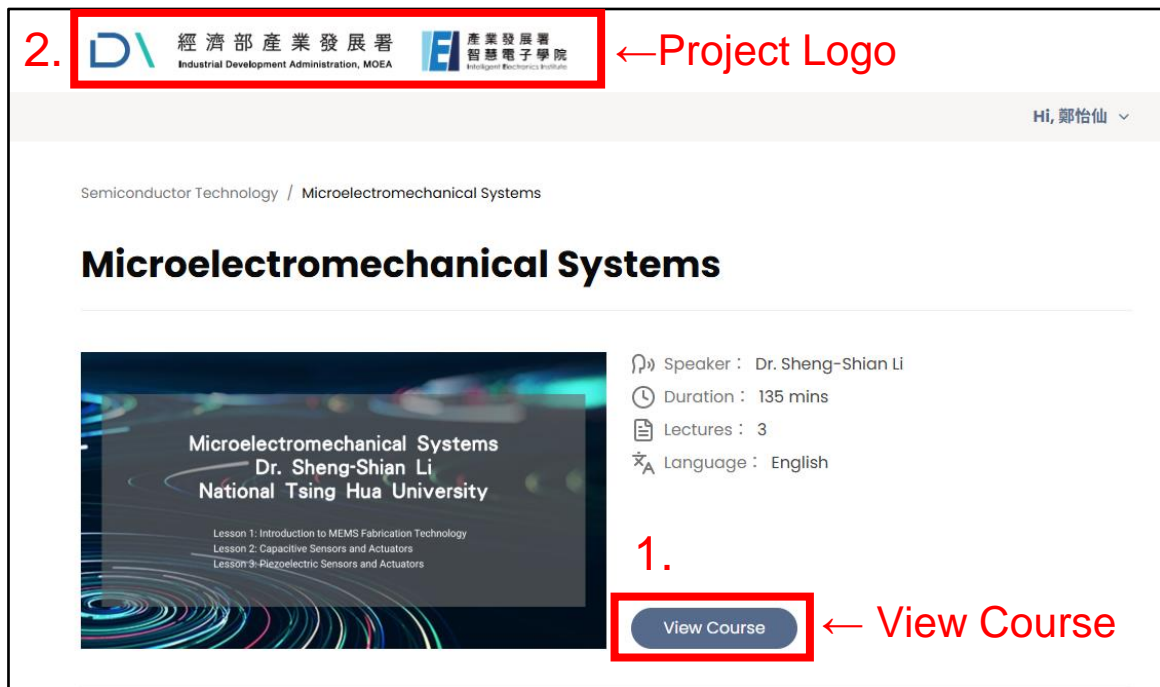 2.
經濟部產業發展署
Industrial Development Administration, MOEA
IEI
產業發展署
智慧電子學院
Intelligent Electronics Institute
←Project Logo
Hi, 鄭怡仙
Semiconductor Technology / Microelectromechanical Systems
Microelectromechanical Systems
Microelectromechanical Systems
Dr. Sheng-Shian Li
National Tsing Hua University
Lesson 1: Introduction to MEMS Fabrication Technology
Lesson 2: Capacitive Sensors and Actuators
Lesson 3: Piezoelectric Sensors and Actuators
Speaker： Dr. Sheng-Shian Li
Duration： 135 mins
Lectures： 3
Language： English
1.
View Course
← View Course